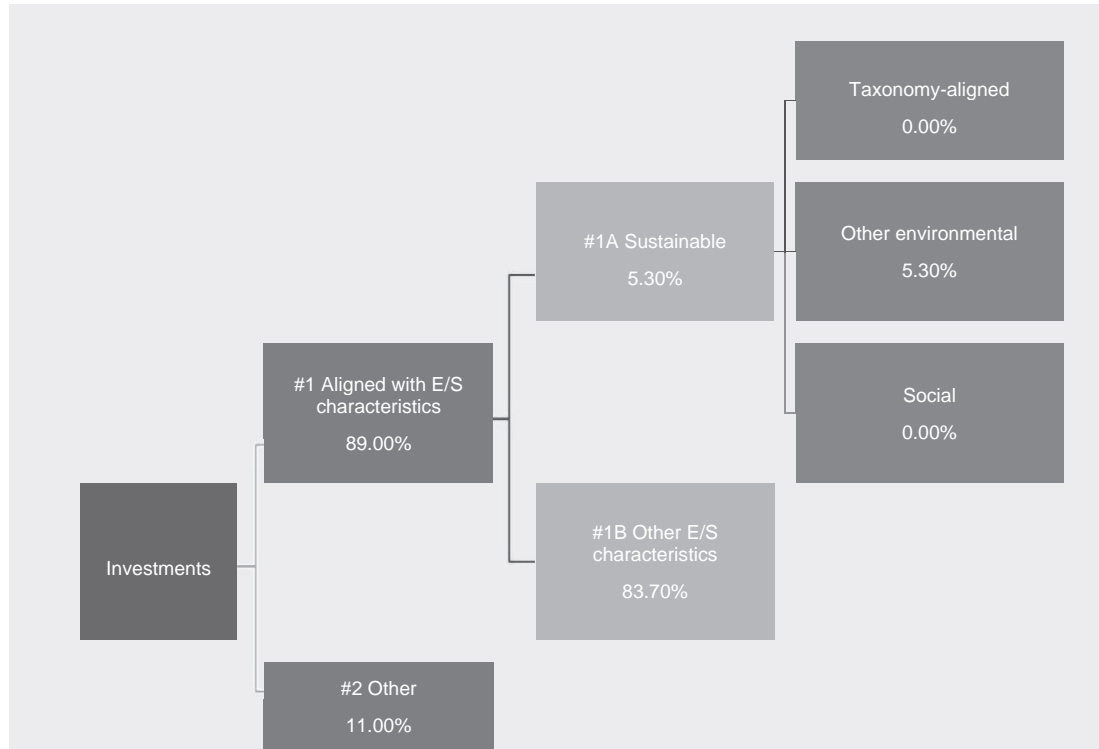 Taxonomy-aligned
0.00%
#1A Sustainable
5.30%
Other environmental
5.30%
#1 Aligned with E/S
characteristics
89.00%
Social
0.00%
Investments
#1B Other E/S
characteristics
83.70%
#2 Other
11.00%